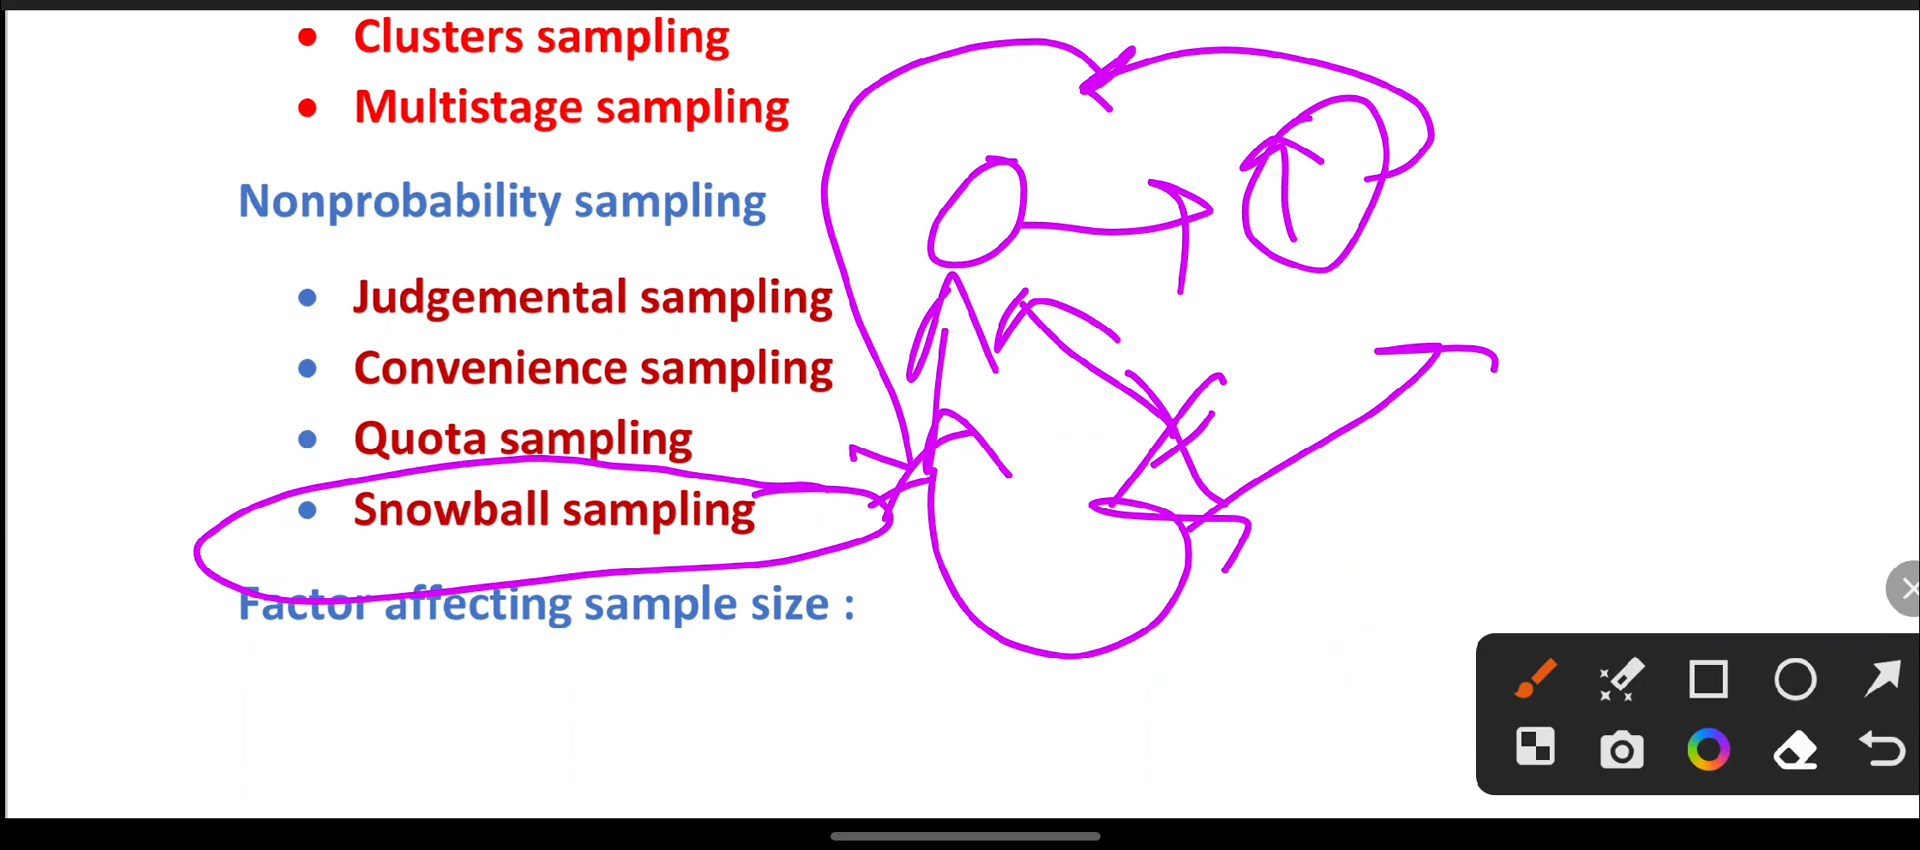 • Clusters sampling
• Multistage sampling
Nonprobability sampling
• Judgemental sampling
• Convenience sampling
• Quota sampling
• Snowball sampling
Factor affecting sample size :